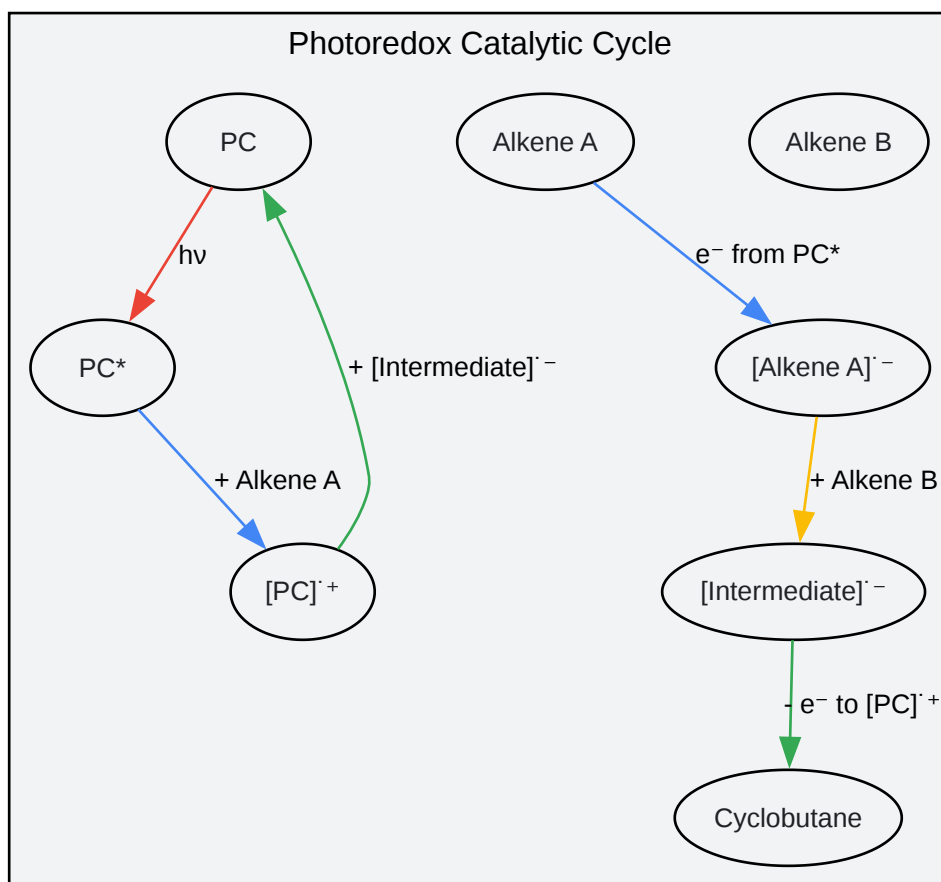 Photoredox Catalytic Cycle
PC
Alkene A
Alkene B
hν
e⁻ from PC*
PC*
+ [Intermediate]˙⁻
[Alkene A]˙⁻
+ Alkene A
+ Alkene B
[PC]˙⁺
[Intermediate]˙⁻
- e⁻ to [PC]˙⁺
Cyclobutane